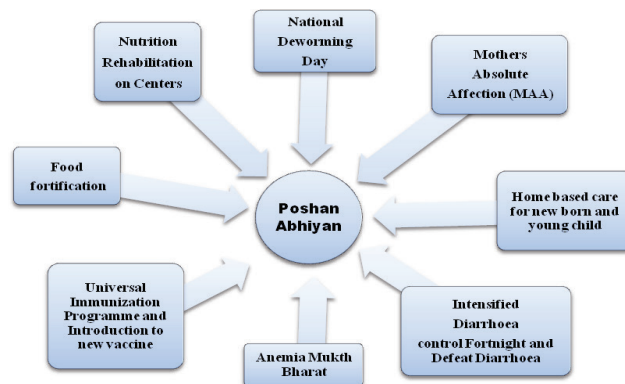 National
Deworming
Day
Nutrition
Rehabilitation
on Centers
Mothers
Absolute
Affection (MAA)
Food
fortification
Poshan
Abhiyan
Home based care
for new born and
young child
Universal
Immunization
Programme and
Introduction to
new vaccine
Intensified
Diarrhoea
control Fortnight and
Defeat Diarrhoea
Anemia Mukth
Bharat